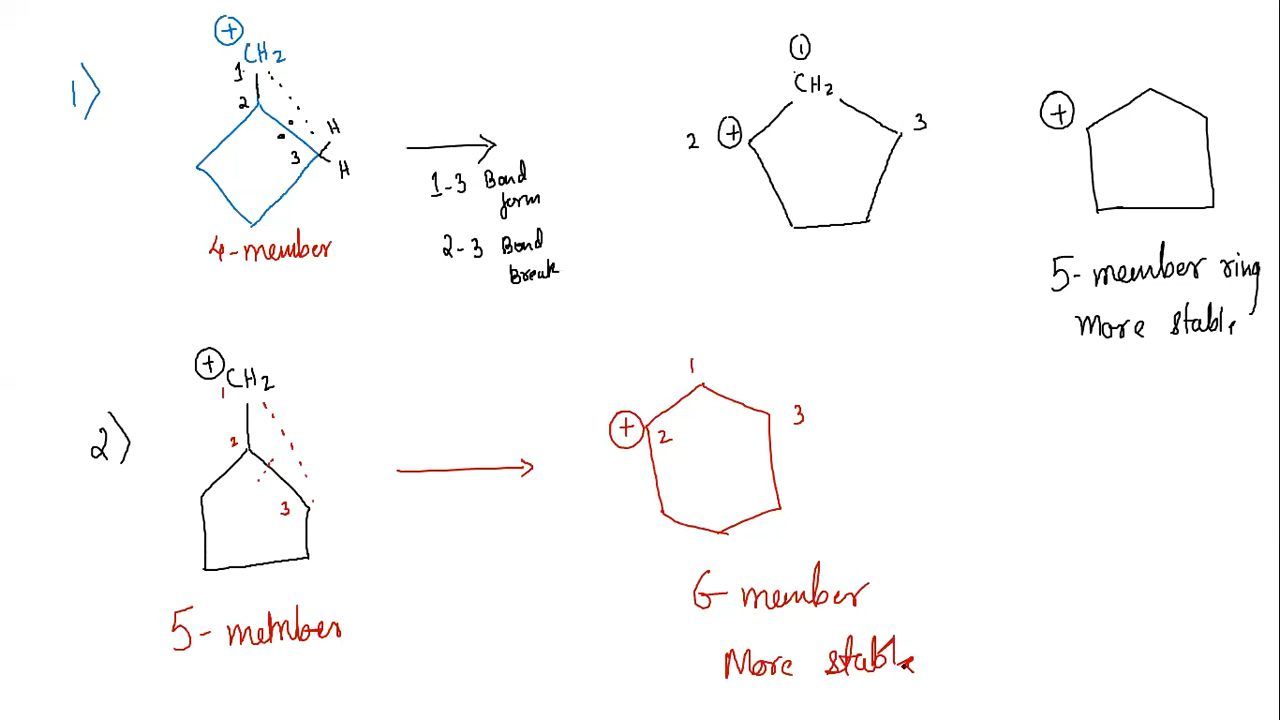 1)
⊕
CH2
1
2
3
H
H
4-member
1-3 Bond
form
2-3 Bond
Break
①
CH2
2
⊕
3
⊕
5-member ring
More stable
2)
⊕
CH2
1
2
3
5-member
1
⊕
2
3
6-member
More stable